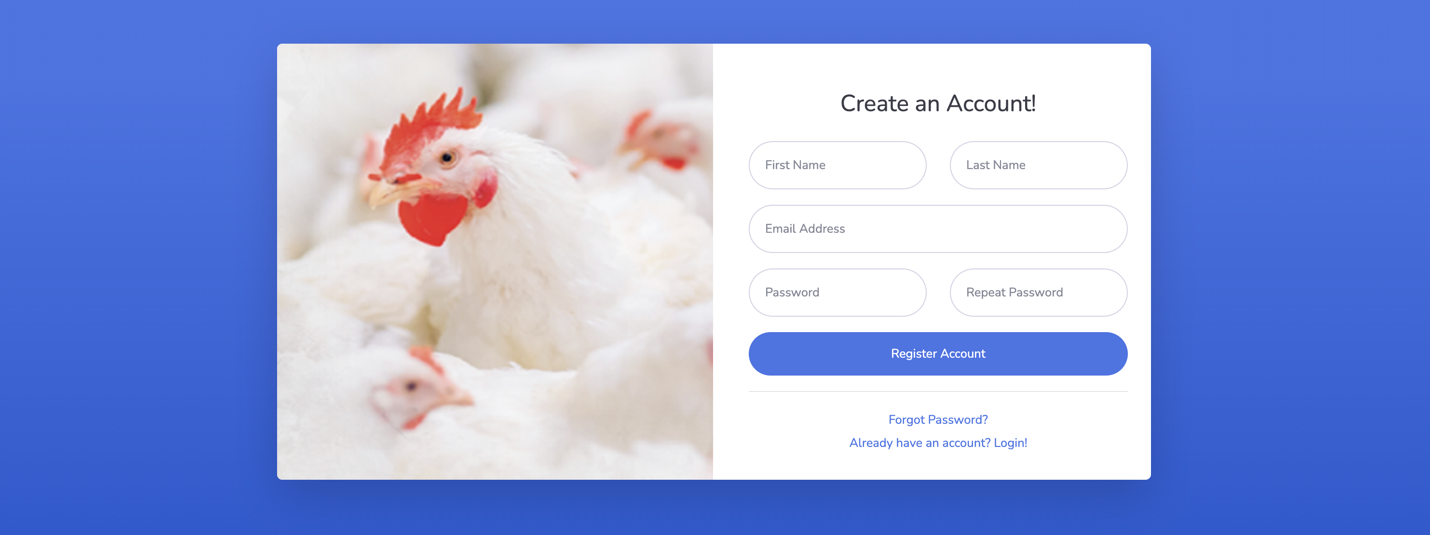 Create an Account!
First Name Last Name
Email Address
Password Repeat Password
Register Account
Forgot Password?
Already have an account? Login!